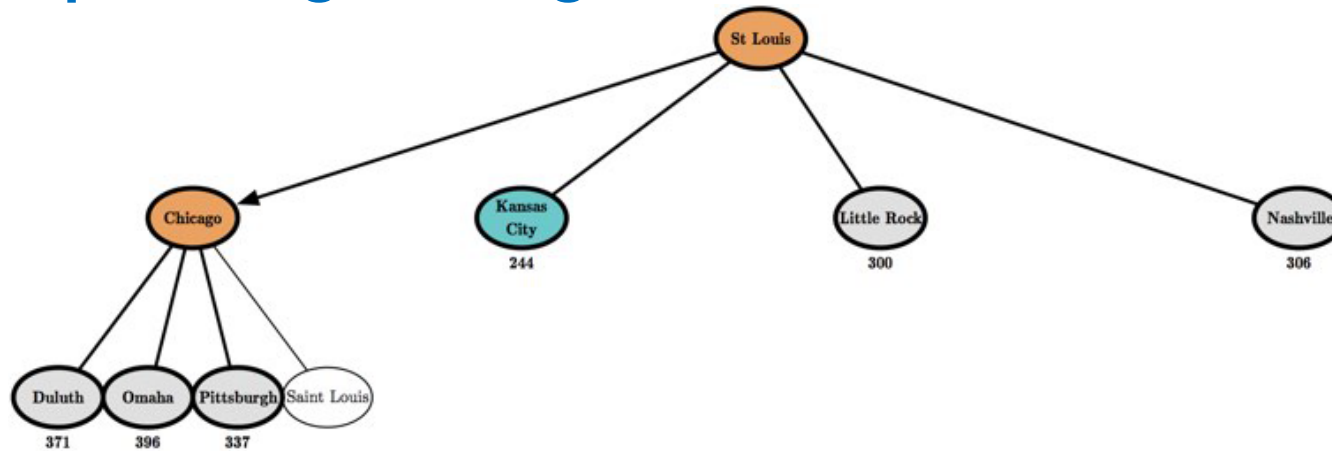 St Louis
Chicago
Kansas
City
Little Rock
Nashville
244
300
306
Duluth
Omaha
Pittsburgh
Saint Louis
371
396
337